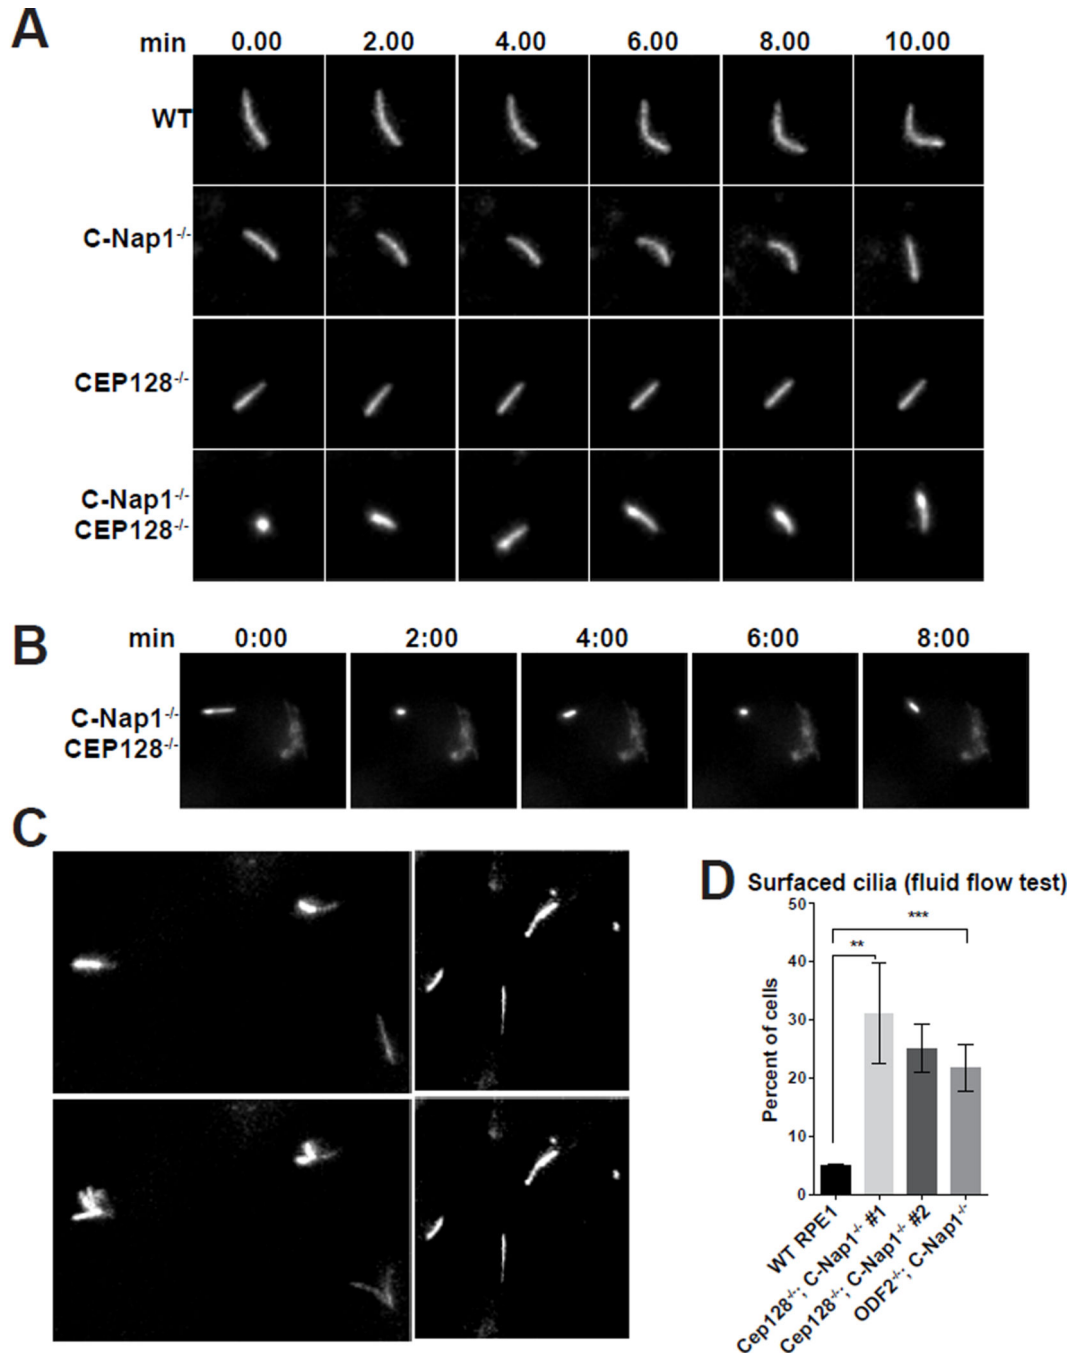 A
min 0.00 2.00 4.00 6.00 8.00 10.00
WT
C-Nap1-/-
CEP128-/-
C-Nap1-/-
CEP128-/-
B
min 0:00 2:00 4:00 6:00 8:00
C-Nap1-/-
CEP128-/-
C
D Surfaced cilia (fluid flow test)
50
40
30
20
10
0
Percent of cells
**
***
WT RPE1
Cep128-/-; C-Nap1-/- #1
Cep128-/-; C-Nap1-/- #2
ODF2-/-; C-Nap1-/-